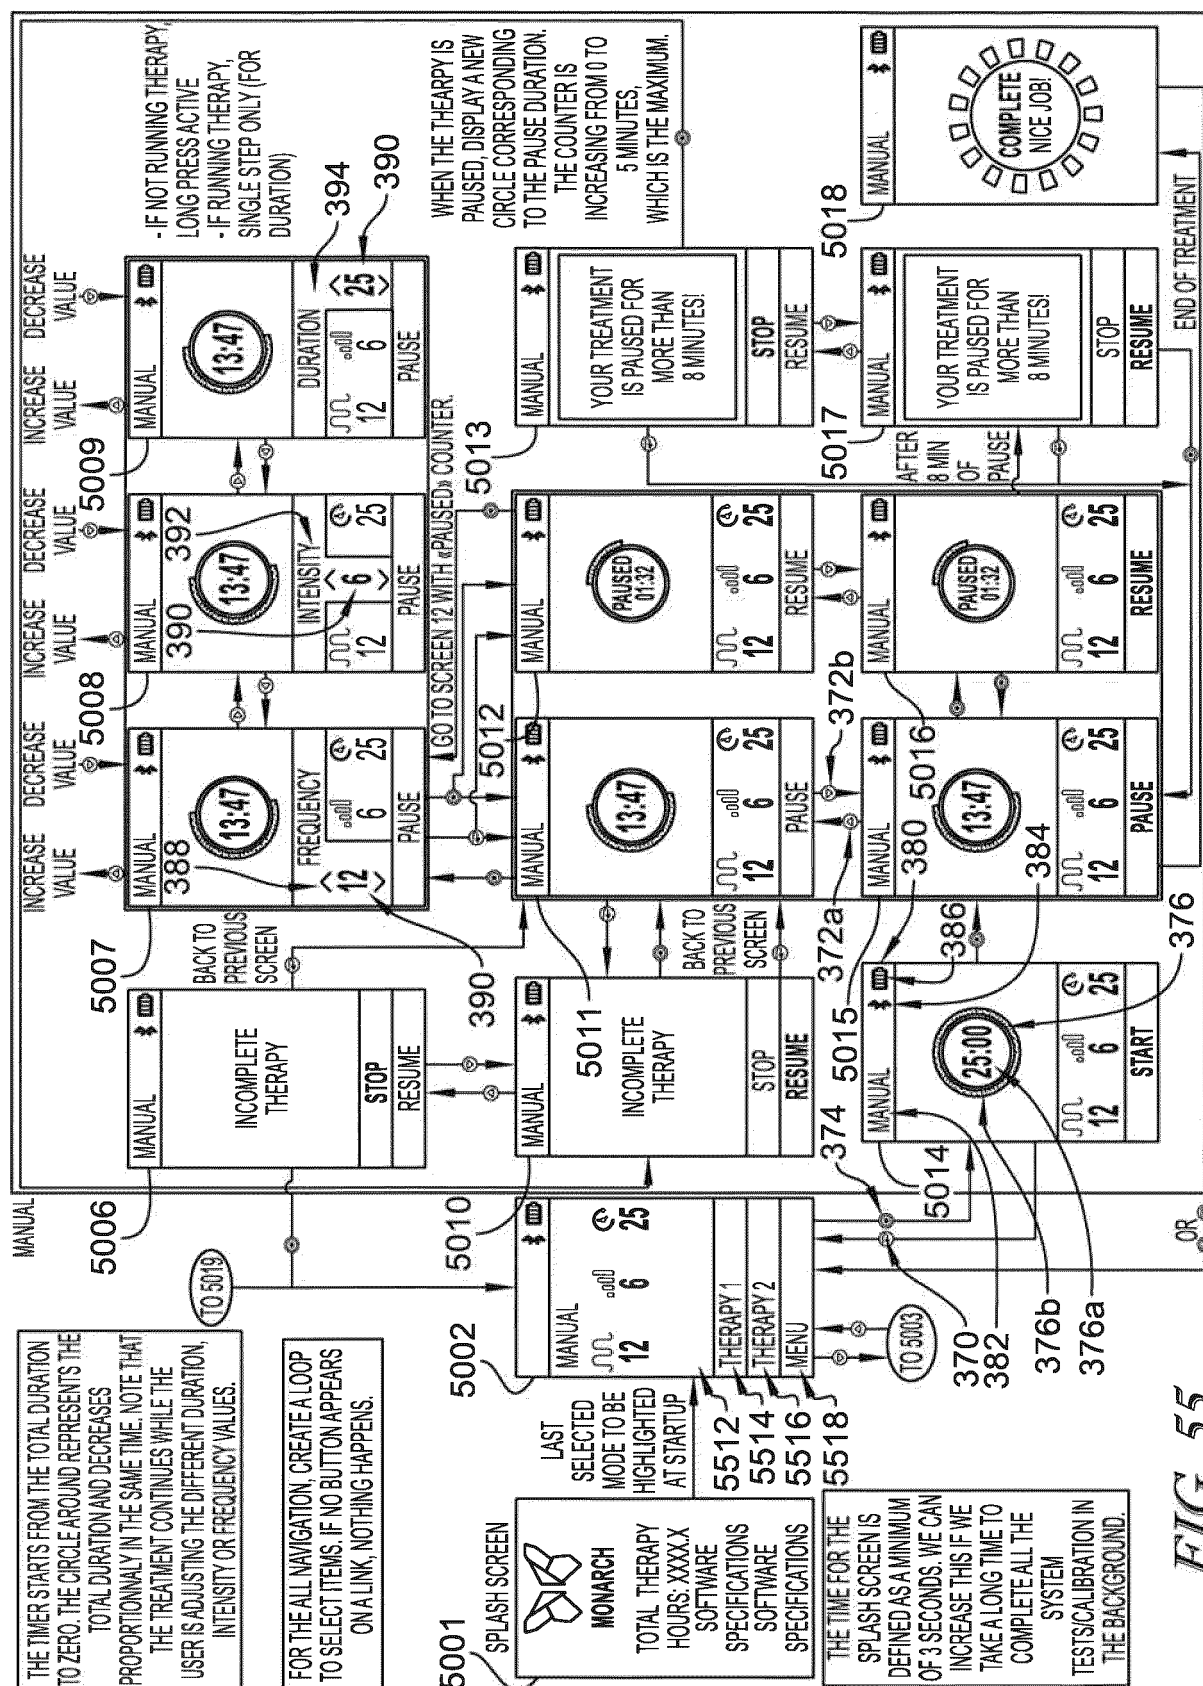 THE TIMER STARTS FROM THE TOTAL DURATION
TO ZERO. THE CIRCLE AROUND REPRESENTS THE
TOTAL DURATION AND DECREASES
PROPORTIONNALY IN THE SAME TIME. NOTE THAT
THE TREATMENT CONTINUES WHILE THE
USER IS ADJUSTING THE DIFFERENT DURATION,
INTENSITY OR FREQUENCY VALUES.
FOR THE ALL NAVIGATION, CREATE A LOOP
TO SELECT ITEMS. IF NO BUTTON APPEARS
ON A LINK, NOTHING HAPPENS.
5001
SPLASH SCREEN
MONARCH
TOTAL THERAPY
HOURS: XXXXX
SOFTWARE
SPECIFICATIONS
SOFTWARE
SPECIFICATIONS
THE TIME FOR THE
SPLASH SCREEN IS
DEFINED AS A MINIMUM
OF 3 SECONDS. WE CAN
INCREASE THIS IF WE
TAKE A LONG TIME TO
COMPLETE ALL THE
SYSTEM
TESTS/CALIBRATION IN
THE BACKGROUND.
LAST
SELECTED
MODE TO BE
HIGHLIGHTED
AT STARTUP
5512
5514
5516
5518
TO 5019
5002
MANUAL
12 6 25
THERAPY 1
THERAPY 2
MENU
TO 5003
370
382
376b
376a
374
OR
MANUAL
5006
MANUAL
INCOMPLETE
THERAPY
STOP
RESUME
BACK TO
PREVIOUS
SCREEN
390
5010
MANUAL
INCOMPLETE
THERAPY
STOP
RESUME
BACK TO
PREVIOUS
SCREEN
5011
5014
MANUAL
25:00
12 6 25
START
380
386
384
376
INCREASE
VALUE
DECREASE
VALUE
INCREASE
VALUE
DECREASE
VALUE
INCREASE
VALUE
DECREASE
VALUE
5007
388
MANUAL
13:47
FREQUENCY
<12> 6 25
PAUSE
5008
390
392
MANUAL
13:47
INTENSITY
12 <6> 25
PAUSE
5009
MANUAL
13:47
DURATION
12 6 <25>
PAUSE
394
390
- IF NOT RUNNING THERAPY,
LONG PRESS ACTIVE
- IF RUNNING THERAPY,
SINGLE STEP ONLY (FOR
DURATION)
GO TO SCREEN 12 WITH «PAUSED» COUNTER.
WHEN THE THEARPY IS
PAUSED, DISPLAY A NEW
CIRCLE CORRESPONDING
TO THE PAUSE DURATION.
THE COUNTER IS
INCREASING FROM 0 TO
5 MINUTES,
WHICH IS THE MAXIMUM.
MANUAL
13:47
12 6 25
PAUSE
372a
372b
5012
MANUAL
PAUSED
01:32
12 6 25
RESUME
5013
MANUAL
YOUR TREATMENT
IS PAUSED FOR
MORE THAN
8 MINUTES!
STOP
RESUME
5015
MANUAL
13:47
12 6 25
PAUSE
5016
MANUAL
PAUSED
01:32
12 6 25
RESUME
AFTER
8 MIN
OF
PAUSE
5017
MANUAL
YOUR TREATMENT
IS PAUSED FOR
MORE THAN
8 MINUTES!
STOP
RESUME
5018
MANUAL
COMPLETE
NICE JOB!
END OF TREATMENT
FIG. 55